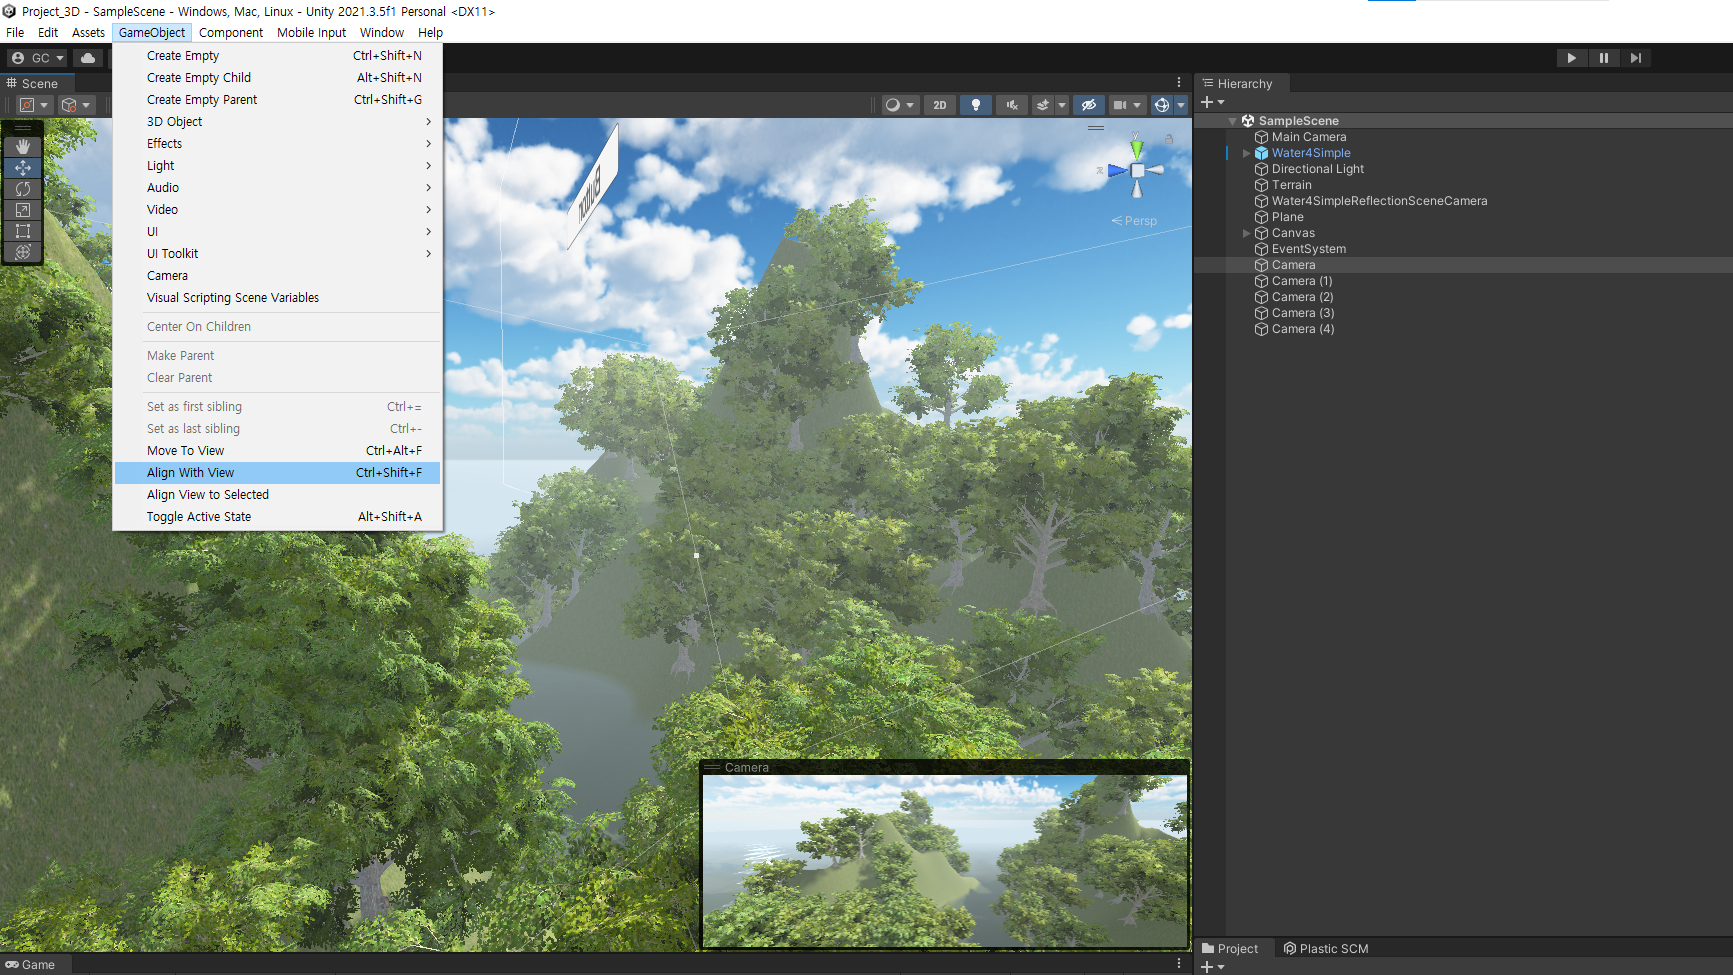 Project_3D - SampleScene - Windows, Mac, Linux - Unity 2021.3.5f1 Personal <DX11>
File Edit Assets GameObject Component Mobile Input Window Help
GC
Scene
2D
Create Empty Ctrl+Shift+N
Create Empty Child Alt+Shift+N
Create Empty Parent Ctrl+Shift+G
3D Object
Effects
Light
Audio
Video
UI
UI Toolkit
Camera
Visual Scripting Scene Variables
Center On Children
Make Parent
Clear Parent
Set as first sibling Ctrl+=
Set as last sibling Ctrl+-
Move To View Ctrl+Alt+F
Align With View Ctrl+Shift+F
Align View to Selected
Toggle Active State Alt+Shift+A
Button
y
z
Persp
Camera
Game
Hierarchy
SampleScene
Main Camera
Water4Simple
Directional Light
Terrain
Water4SimpleReflectionSceneCamera
Plane
Canvas
EventSystem
Camera
Camera (1)
Camera (2)
Camera (3)
Camera (4)
Project
Plastic SCM